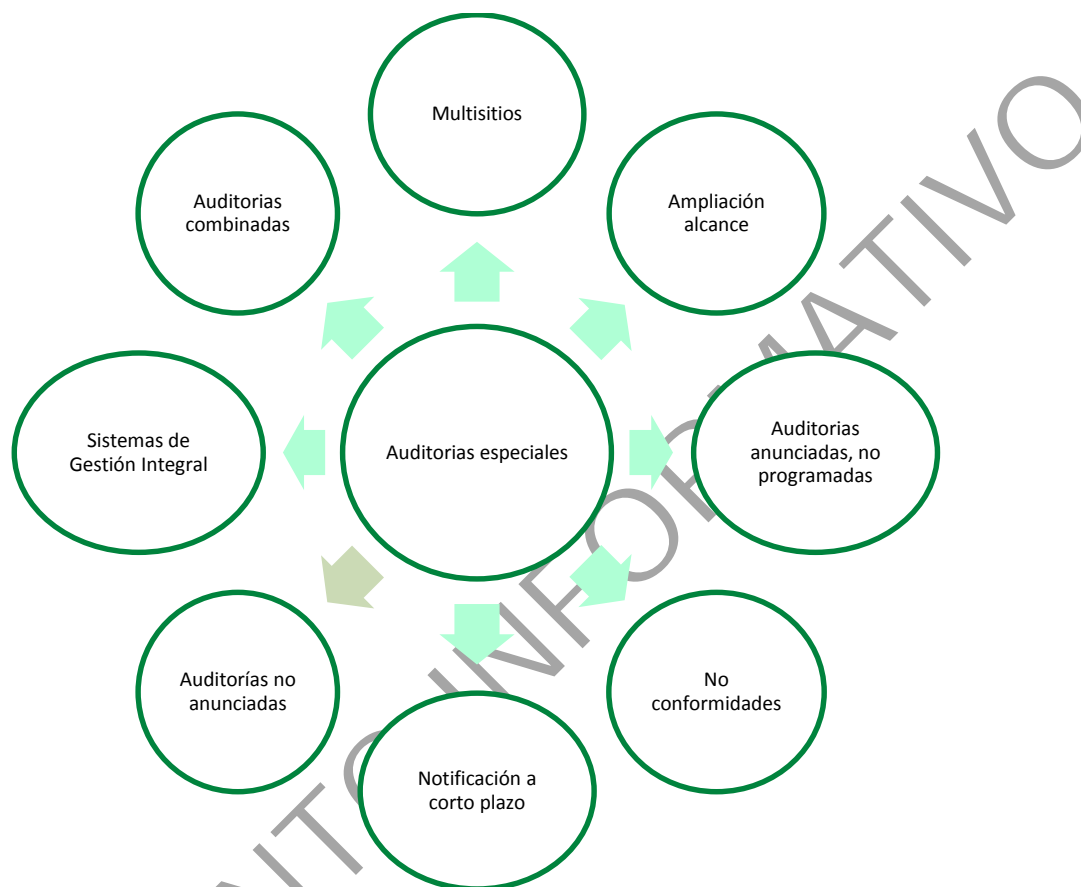 Multisitios
Auditorias
combinadas
Ampliación
alcance
Sistemas de
Gestión Integral
Auditorias especiales
Auditorias
anunciadas, no
programadas
Auditorías no
anunciadas
No
conformidades
Notificación a
corto plazo